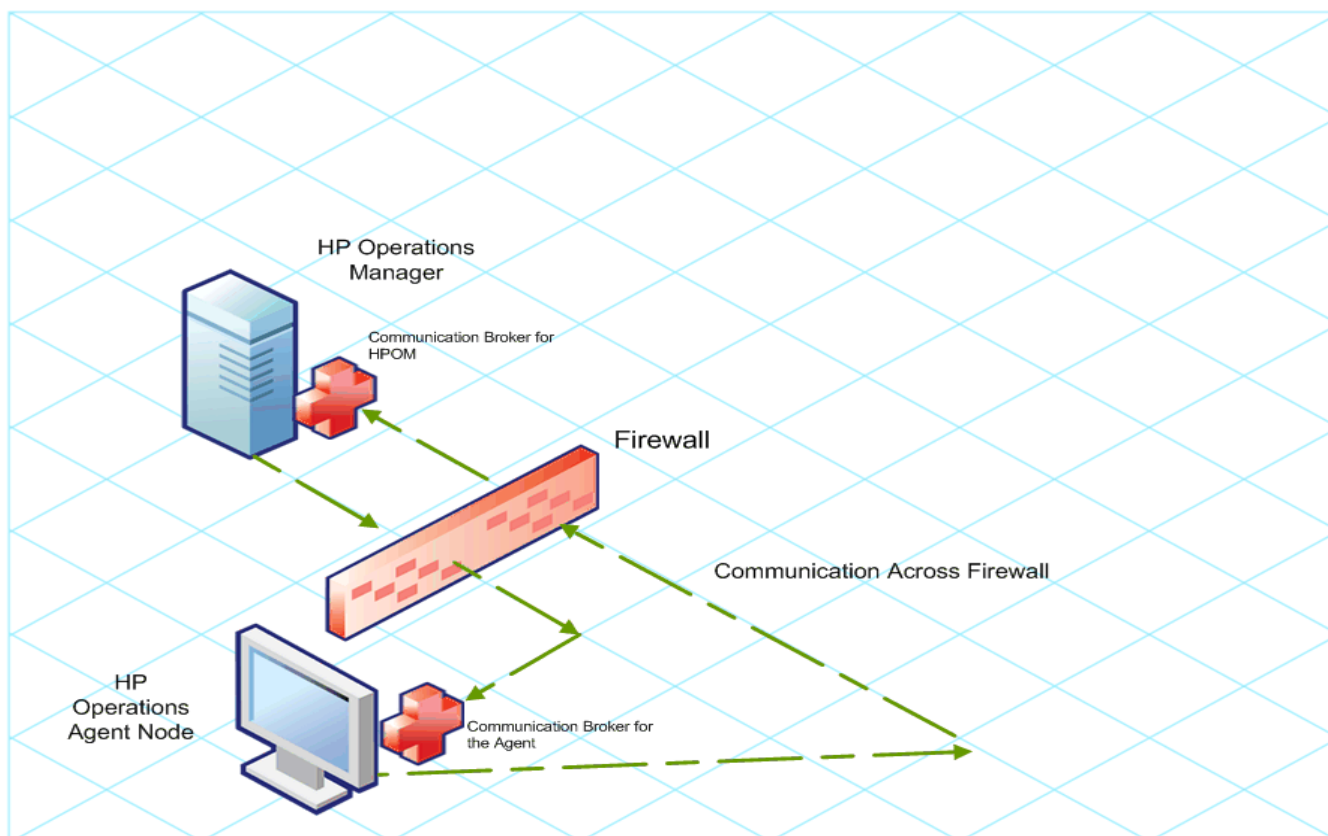 HP Operations
Manager
Communication Broker for
HPOM
Firewall
Communication Across Firewall
HP
Operations
Agent Node
Communication Broker for
the Agent